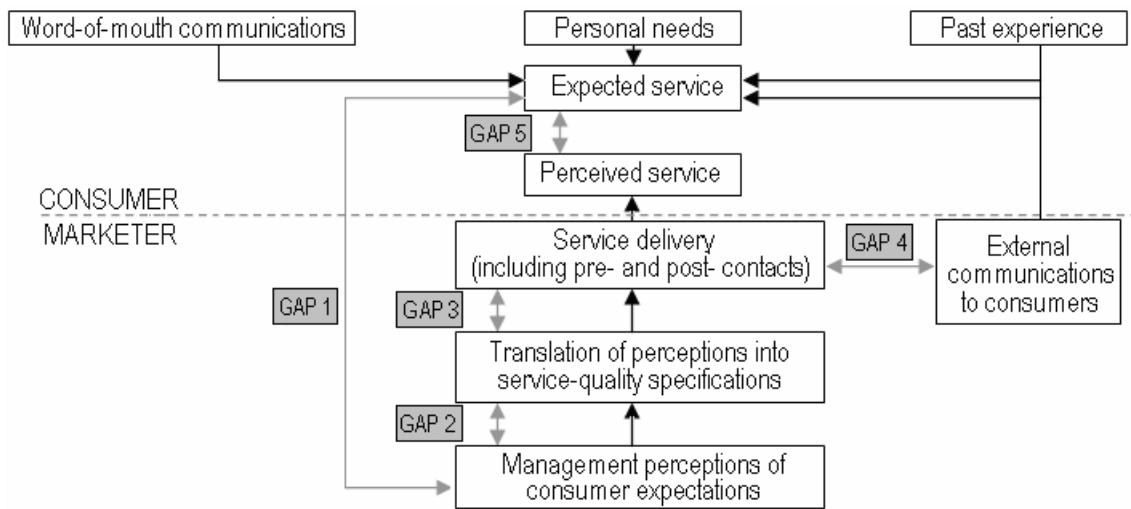 Word-of-mouth communications
Personal needs
Past experience
Expected service
GAP 5
Perceived service
CONSUMER
MARKETER
Service delivery
(including pre- and post- contacts)
GAP 4
External
communications
to consumers
GAP 1
GAP 3
Translation of perceptions into
service-quality specifications
GAP 2
Management perceptions of
consumer expectations